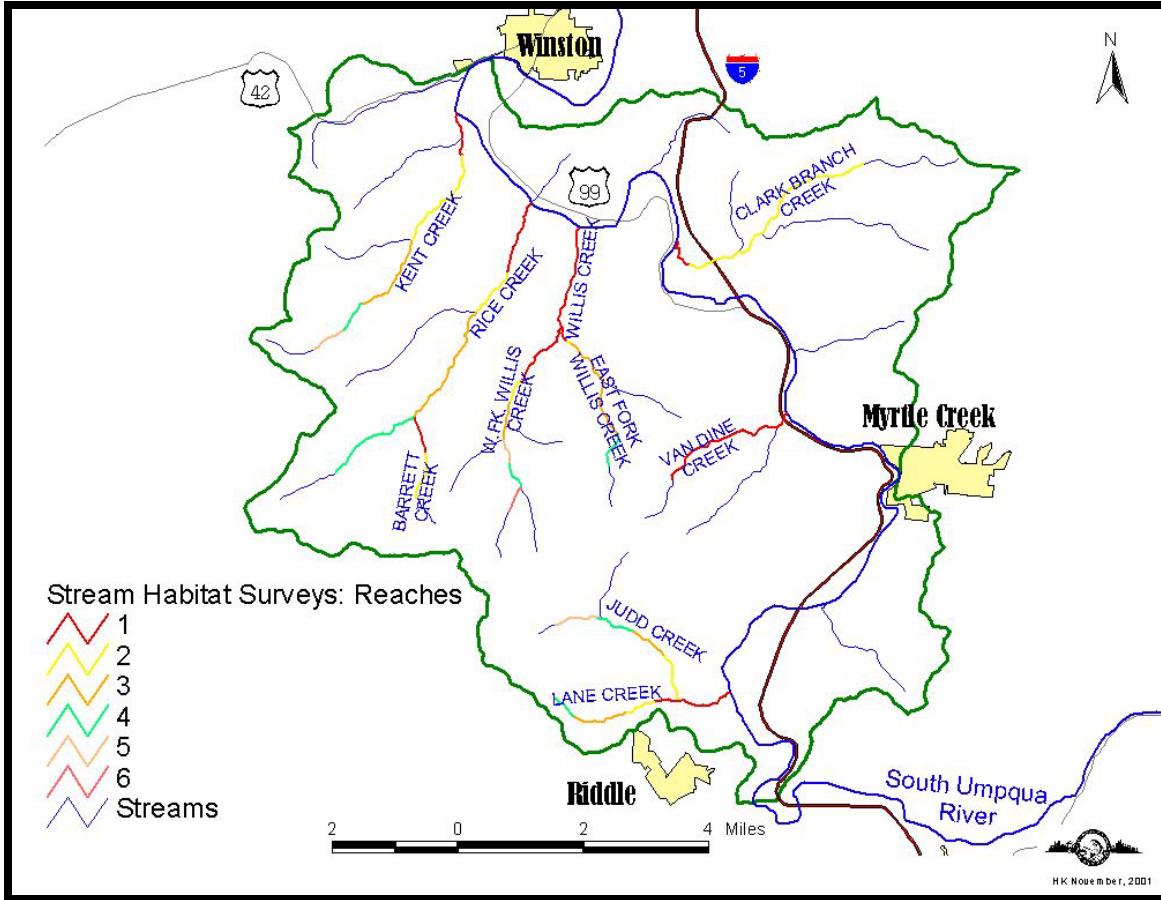 Winston
N
5
42
99
CLARK BRANCH
CREEK
KENT CREEK
RICE CREEK
WILLIS CREEK
W. FK. WILLIS
CREEK
EAST FORK
WILLIS CREEK
VAN DINE
CREEK
Myrtle Creek
BARRETT
CREEK
Stream Habitat Surveys: Reaches
1
2
3
4
5
6
Streams
JUDD CREEK
LANE CREEK
Riddle
South Umpqua
River
2 0 2 4 Miles
HK November, 2001